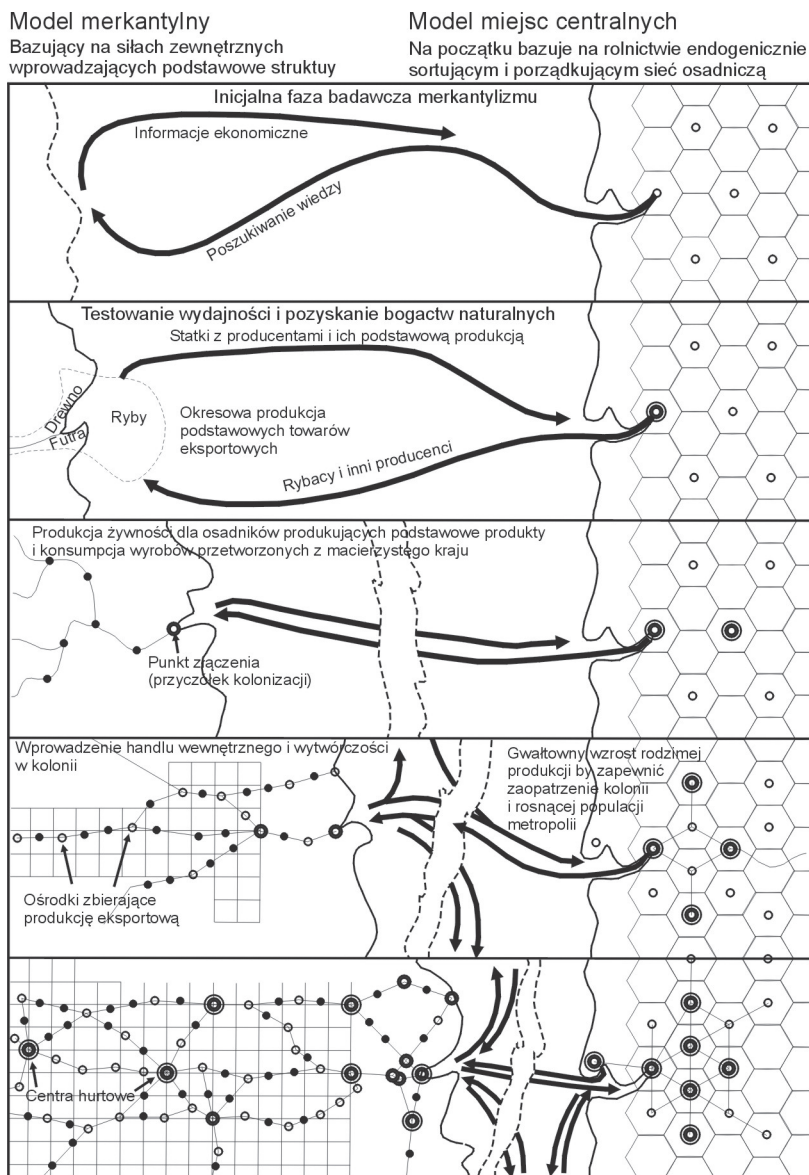 Model merkantylny
Bazujący na siłach zewnętrznych
wprowadzających podstawowe struktuy
Model miejsc centralnych
Na początku bazuje na rolnictwie endogenicznie
sortującym i porządkującym sieć osadniczą
Inicjalna faza badawcza merkantylizmu
Informacje ekonomiczne
Poszukiwanie wiedzy
Testowanie wydajności i pozyskanie bogactw naturalnych
Statki z producentami i ich podstawową produkcją
Drewno
Futra
Ryby
Okresowa produkcja
podstawowych towarów
eksportowych
Rybacy i inni producenci
Produkcja żywności dla osadników produkujących podstawowe produkty
i konsumpcja wyrobów przetworzonych z macierzystego kraju
Punkt złączenia
(przyczółek kolonizacji)
Wprowadzenie handlu wewnętrznego i wytwórczości
w kolonii
Gwałtowny wzrost rodzimej
produkcji by zapewnić
zaopatrzenie kolonii
i rosnącej populacji
metropolii
Ośrodki zbierające
produkcję eksportową
Centra hurtowe